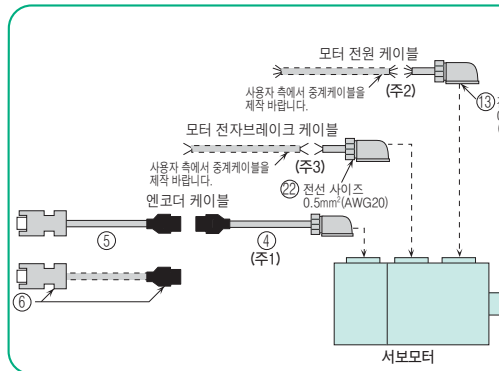 모터 전원 케이블
사용자 측에서 중계케이블을
제작 바랍니다.
(주2)
⑬
모터 전자브레이크 케이블
사용자 측에서 중계케이블을
제작 바랍니다.
(주3)
㉒ 전선 사이즈
0.5mm²(AWG20)
엔코더 케이블
⑤
④
(주1)
⑥
서보모터